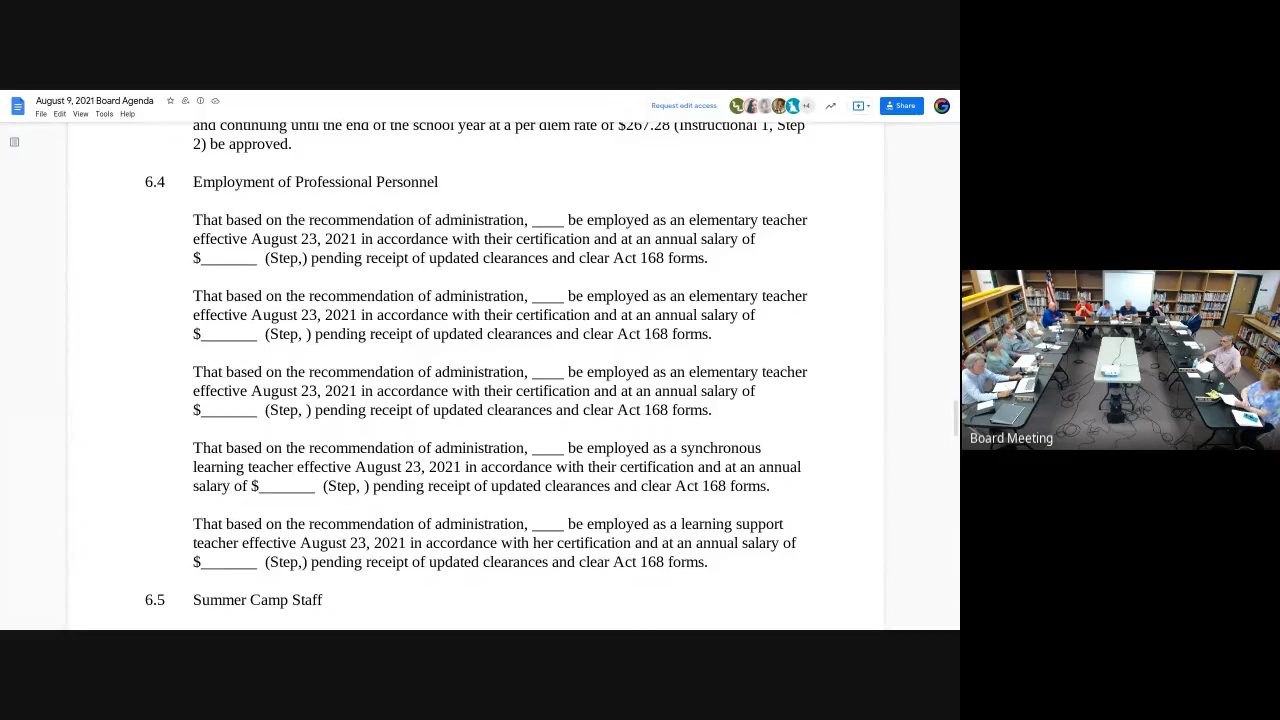 August 9, 2021 Board Agenda
File Edit View Tools Help
Request edit access
+4
Share
and continuing until the end of the school year at a per diem rate of $267.28 (Instructional 1, Step
2) be approved.
6.4 Employment of Professional Personnel
That based on the recommendation of administration, ____ be employed as an elementary teacher
effective August 23, 2021 in accordance with their certification and at an annual salary of
$_______ (Step,) pending receipt of updated clearances and clear Act 168 forms.
That based on the recommendation of administration, ____ be employed as an elementary teacher
effective August 23, 2021 in accordance with their certification and at an annual salary of
$_______ (Step, ) pending receipt of updated clearances and clear Act 168 forms.
That based on the recommendation of administration, ____ be employed as an elementary teacher
effective August 23, 2021 in accordance with their certification and at an annual salary of
$_______ (Step, ) pending receipt of updated clearances and clear Act 168 forms.
That based on the recommendation of administration, ____ be employed as a synchronous
learning teacher effective August 23, 2021 in accordance with their certification and at an annual
salary of $_______ (Step, ) pending receipt of updated clearances and clear Act 168 forms.
That based on the recommendation of administration, ____ be employed as a learning support
teacher effective August 23, 2021 in accordance with her certification and at an annual salary of
$_______ (Step,) pending receipt of updated clearances and clear Act 168 forms.
6.5 Summer Camp Staff
Board Meeting